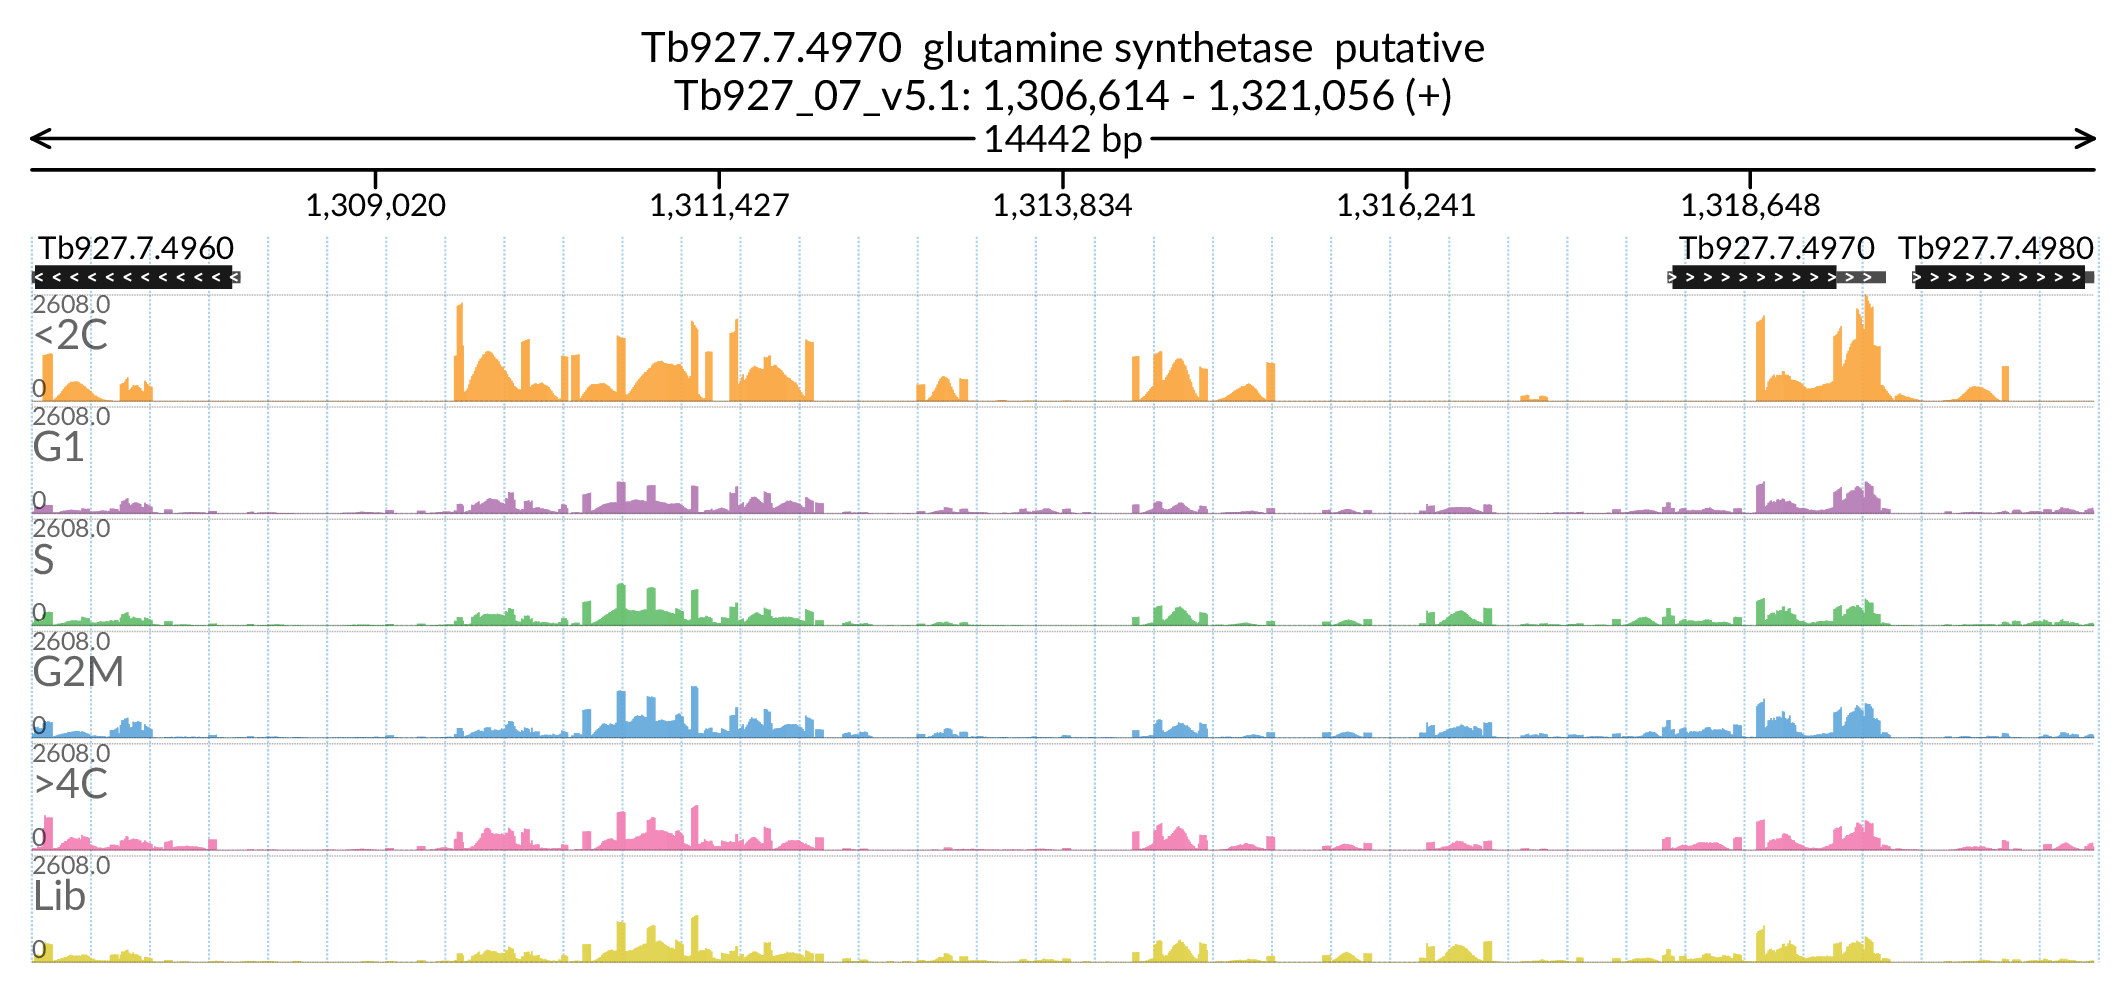 Tb927.7.4970  glutamine synthetase  putative
Tb927_07_v5.1: 1,306,614 - 1,321,056 (+)
14442 bp
1,309,020 1,311,427 1,313,834 1,316,241 1,318,648
Tb927.7.4960 Tb927.7.4970 Tb927.7.4980
2608.0
<2C
0
2608.0
G1
0
2608.0
S
0
2608.0
G2M
0
2608.0
>4C
0
2608.0
Lib
0